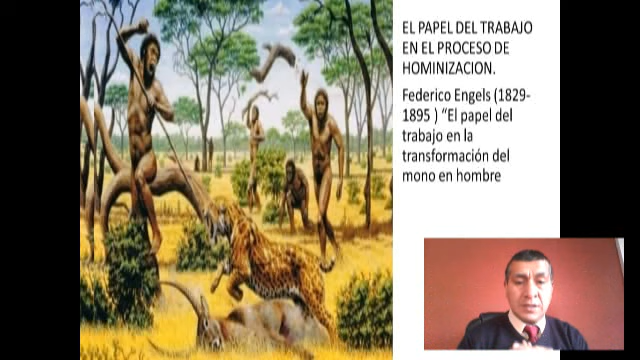 EL PAPEL DEL TRABAJO
EN EL PROCESO DE
HOMINIZACION.
Federico Engels (1829-
1895 ) “El papel del
trabajo en la
transformación del
mono en hombre